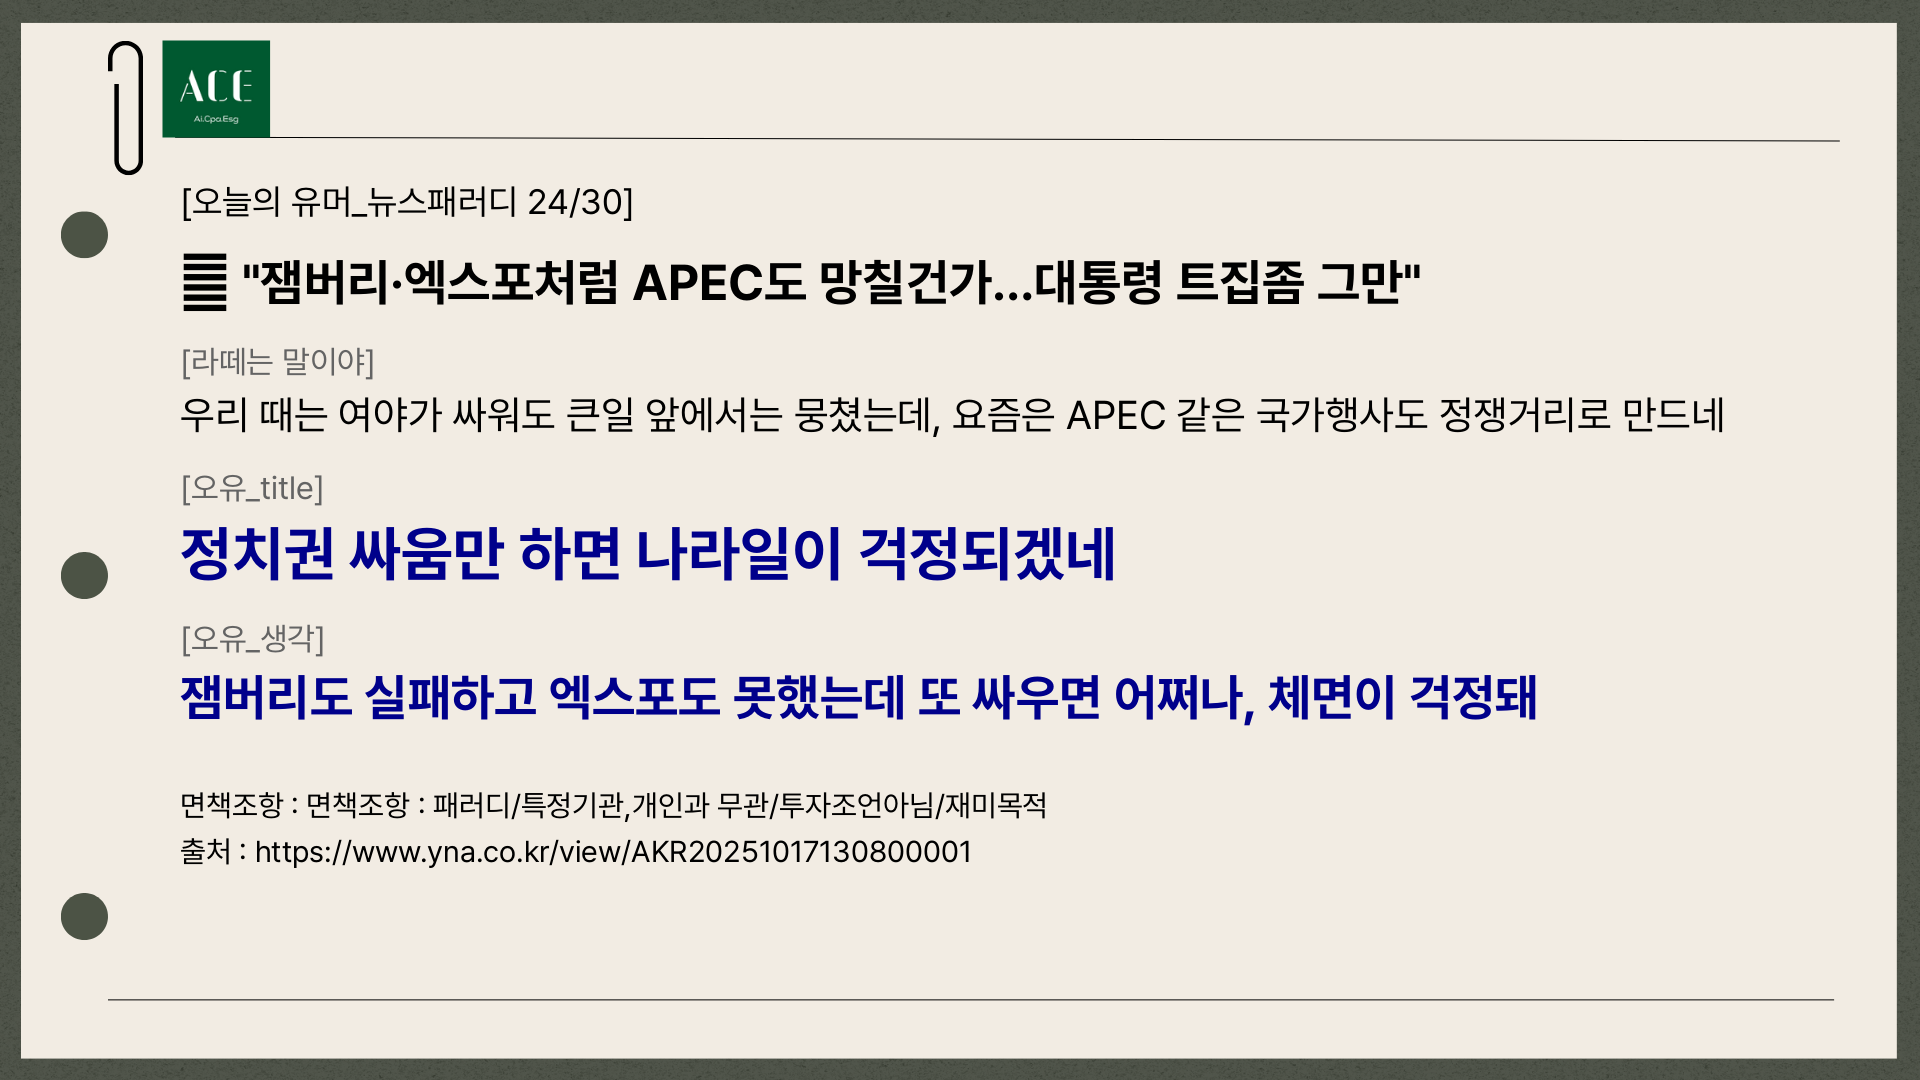 ACE
Ai.Cpa.Esg
[오늘의 유머_뉴스패러디 24/30]
"잼버리·엑스포처럼 APEC도 망칠건가...대통령 트집좀 그만"
[라떼는 말이야]
우리 때는 여야가 싸워도 큰일 앞에서는 뭉쳤는데, 요즘은 APEC 같은 국가행사도 정쟁거리로 만드네
[오유_title]
정치권 싸움만 하면 나라일이 걱정되겠네
[오유_생각]
잼버리도 실패하고 엑스포도 못했는데 또 싸우면 어쩌나, 체면이 걱정돼
면책조항 : 면책조항 : 패러디/특정기관,개인과 무관/투자조언아님/재미목적
출처 : https://www.yna.co.kr/view/AKR20251017130800001